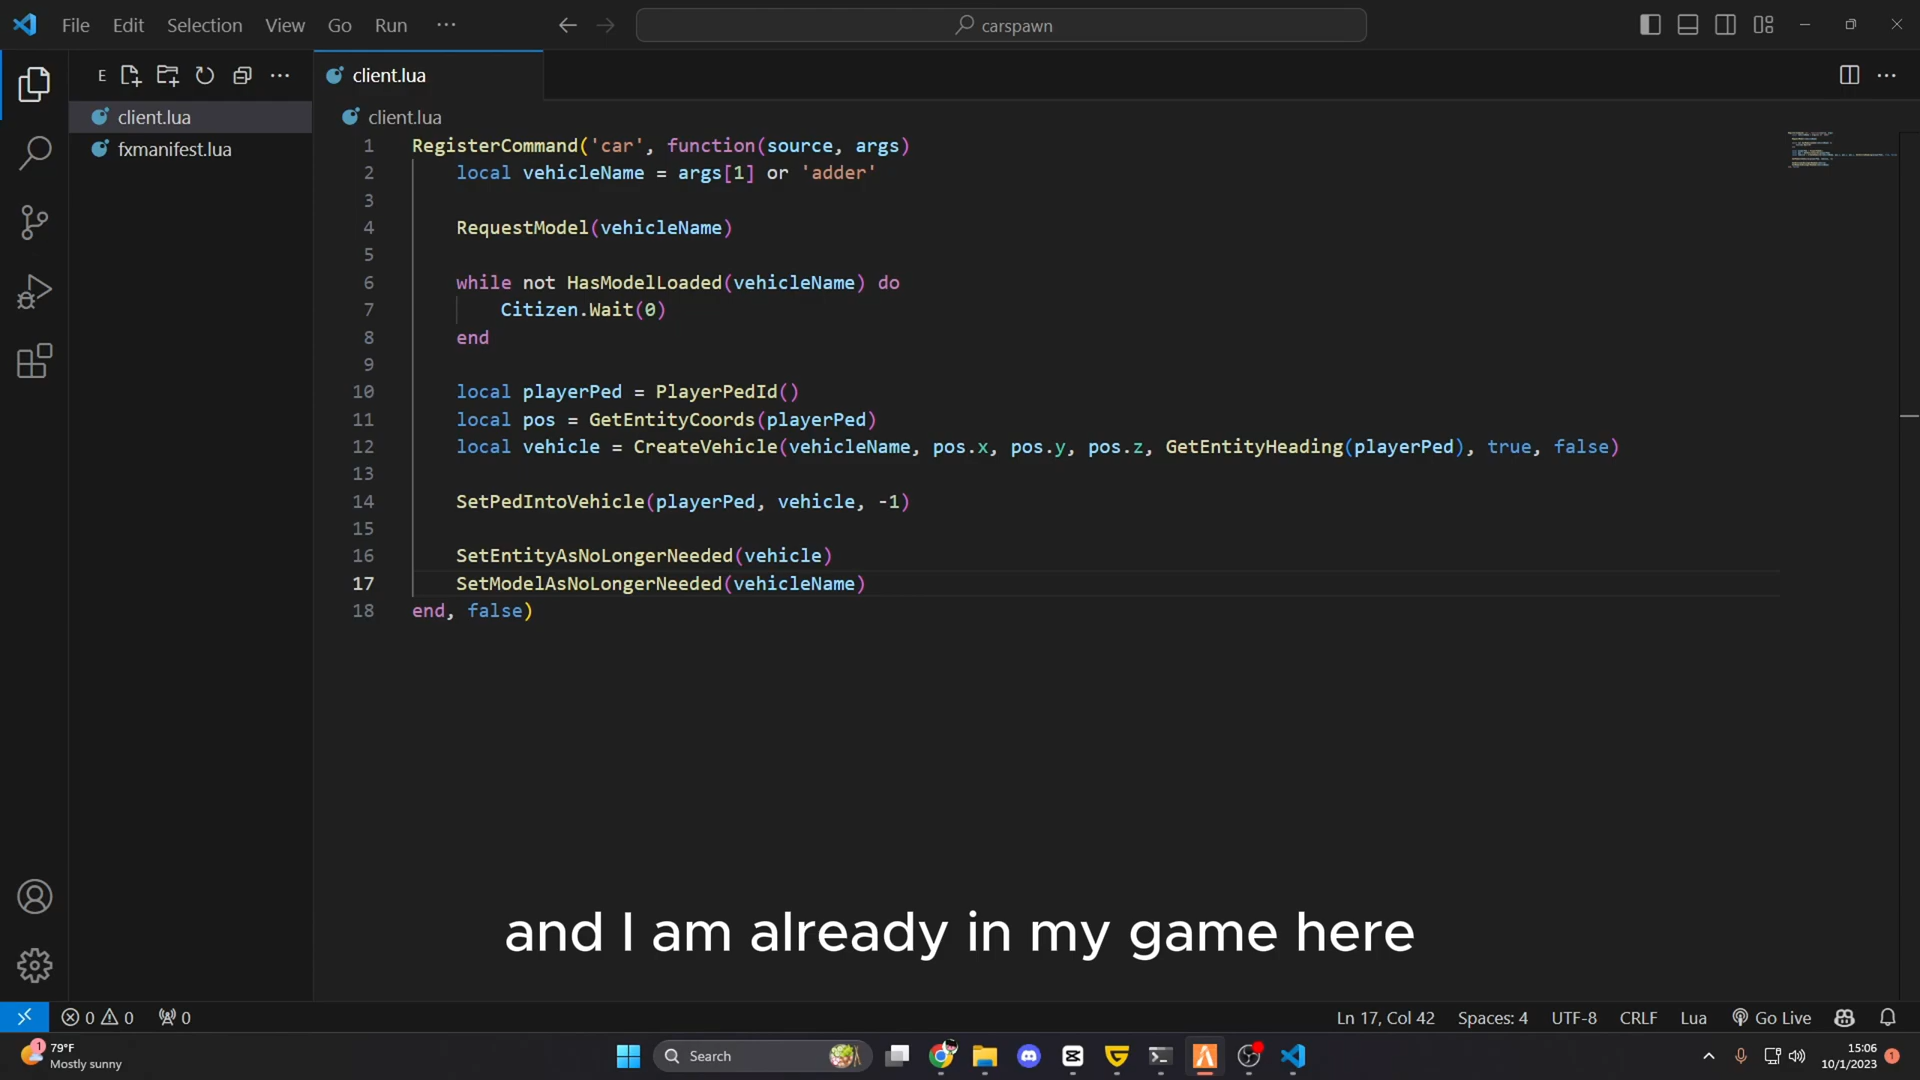 File Edit Selection View Go Run ···
carspawn
E
client.lua
client.lua
fxmanifest.lua
client.lua
1 RegisterCommand('car', function(source, args)
2     local vehicleName = args[1] or 'adder'
3
4     RequestModel(vehicleName)
5
6     while not HasModelLoaded(vehicleName) do
7         Citizen.Wait(0)
8     end
9
10     local playerPed = PlayerPedId()
11     local pos = GetEntityCoords(playerPed)
12     local vehicle = CreateVehicle(vehicleName, pos.x, pos.y, pos.z, GetEntityHeading(playerPed), true, false)
13
14     SetPedIntoVehicle(playerPed, vehicle, -1)
15
16     SetEntityAsNoLongerNeeded(vehicle)
17     SetModelAsNoLongerNeeded(vehicleName)
18 end, false)
and I am already in my game here
0 0 0 Ln 17, Col 42 Spaces: 4 UTF-8 CRLF Lua Go Live
1 79°F
Mostly sunny
Search
15:06
10/1/2023 1